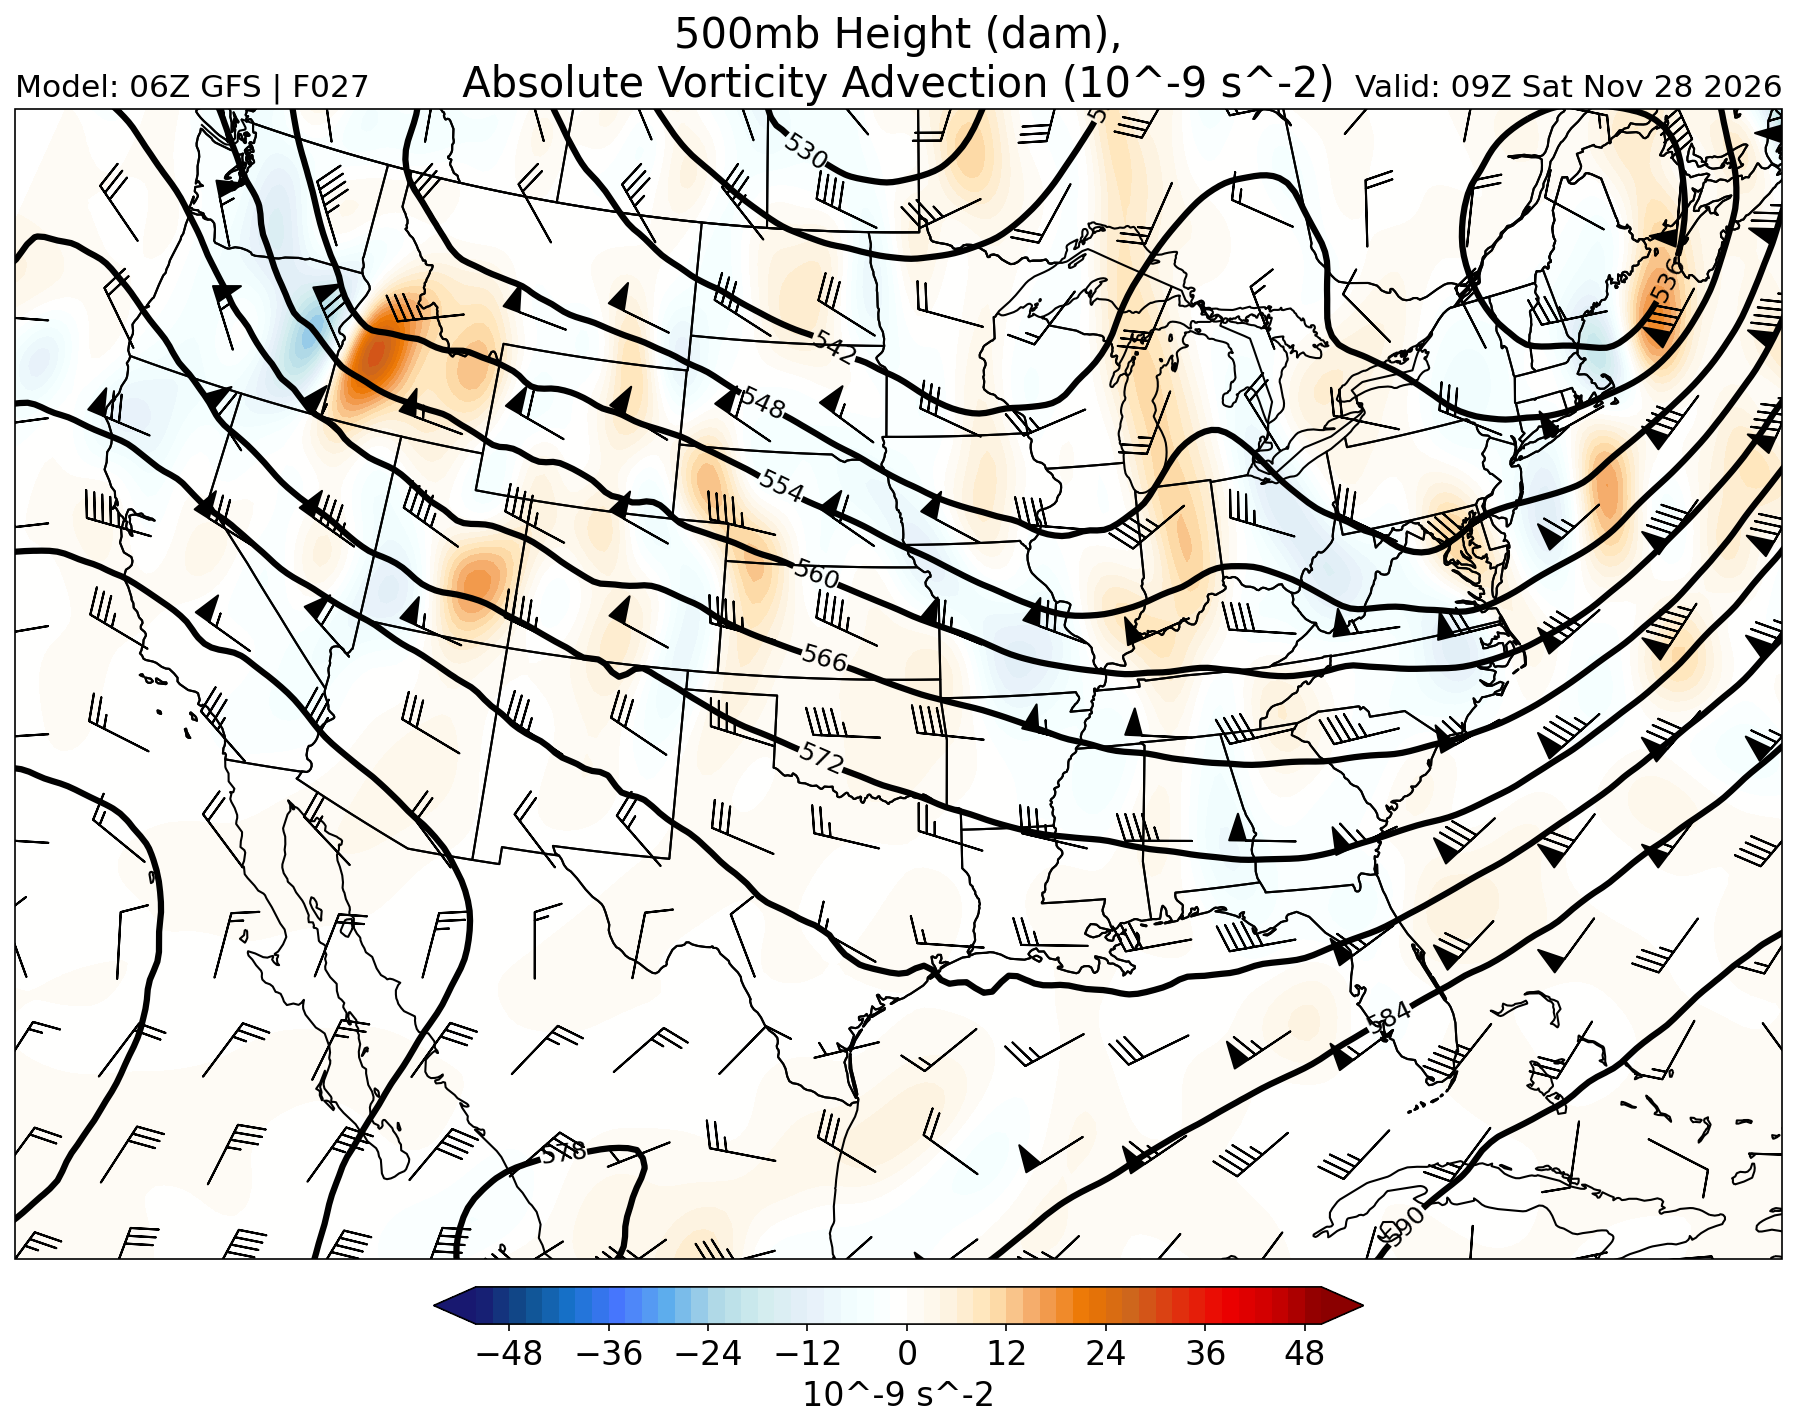 500mb Height (dam),
Absolute Vorticity Advection (10^-9 s^-2)
Model: 06Z GFS | F027
Valid: 09Z Sat Nov 28 2026
530
536
542
548
554
560
566
572
578
584
590
−48 −36 −24 −12 0 12 24 36 48
10^-9 s^-2